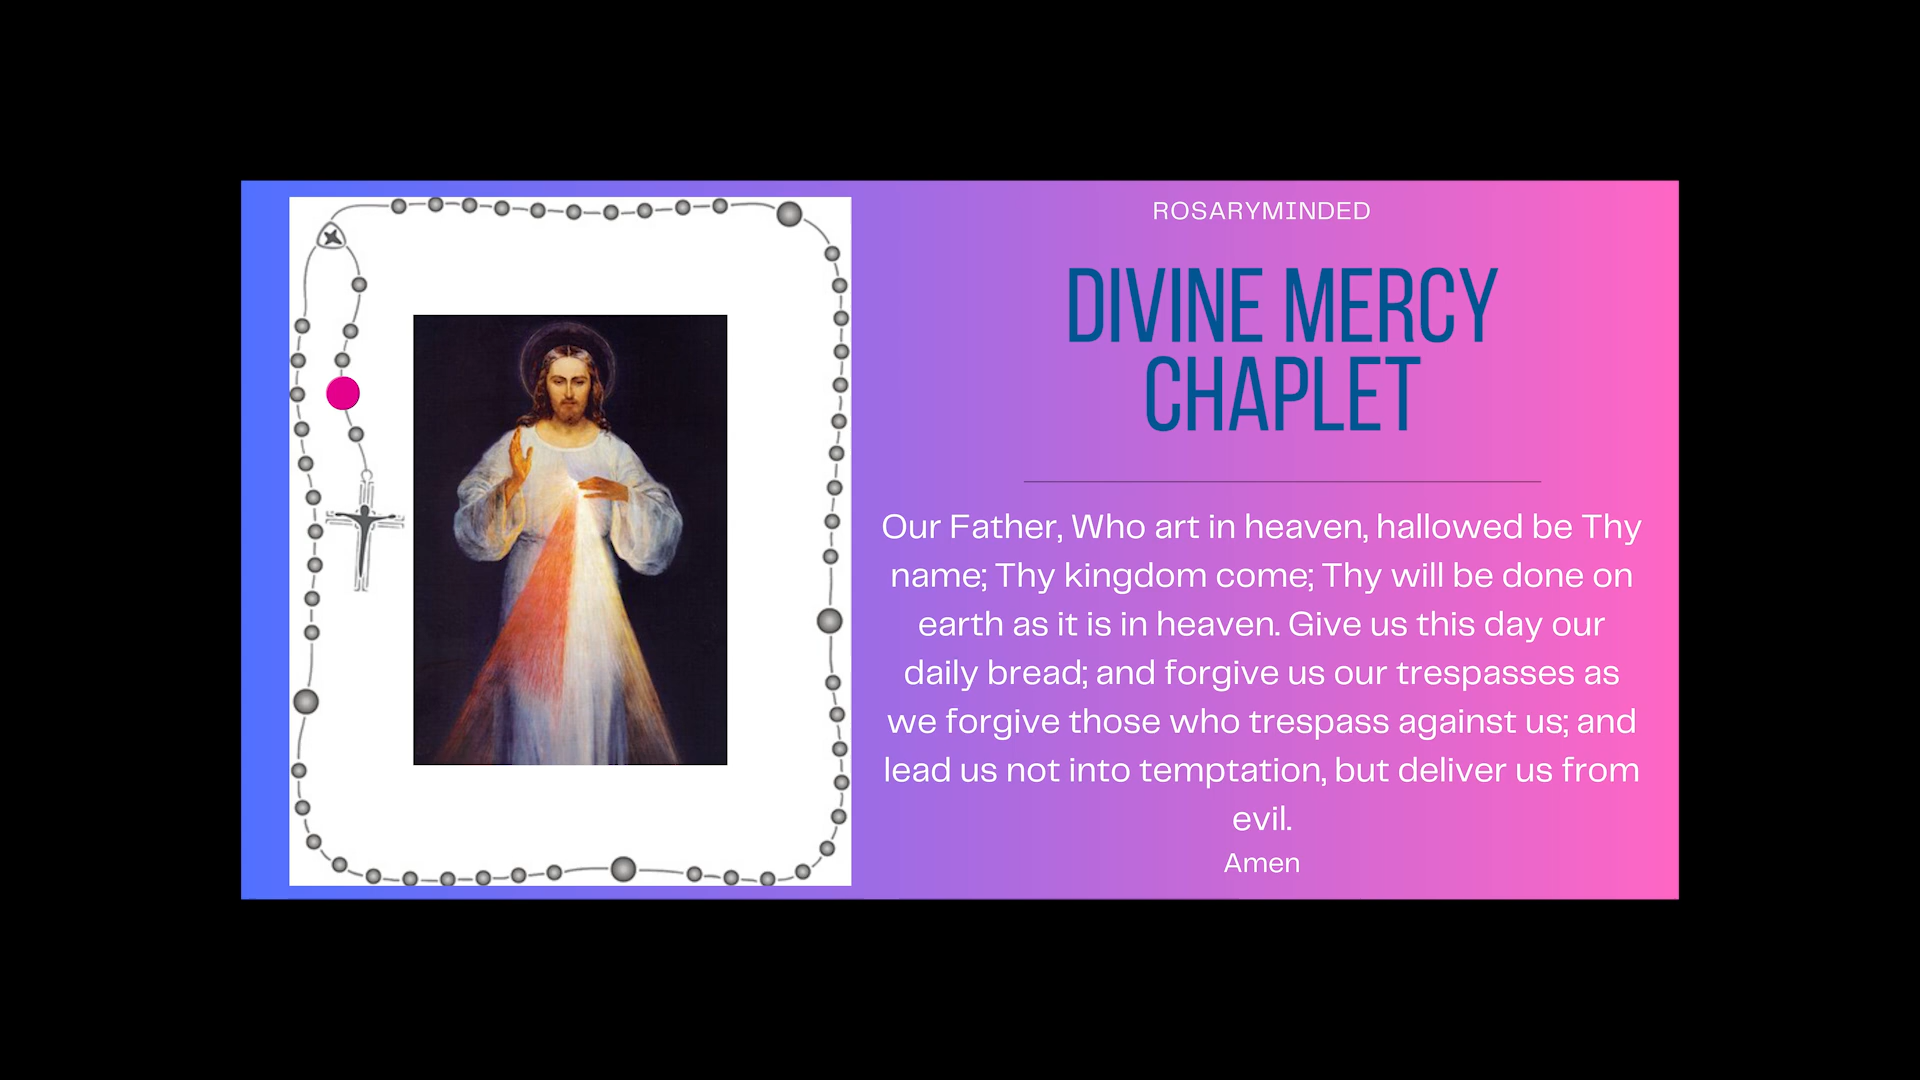 ROSARYMINDED
DIVINE MERCY
CHAPLET
Our Father, Who art in heaven, hallowed be Thy
name; Thy kingdom come; Thy will be done on
earth as it is in heaven. Give us this day our
daily bread; and forgive us our trespasses as
we forgive those who trespass against us; and
lead us not into temptation, but deliver us from
evil.
Amen